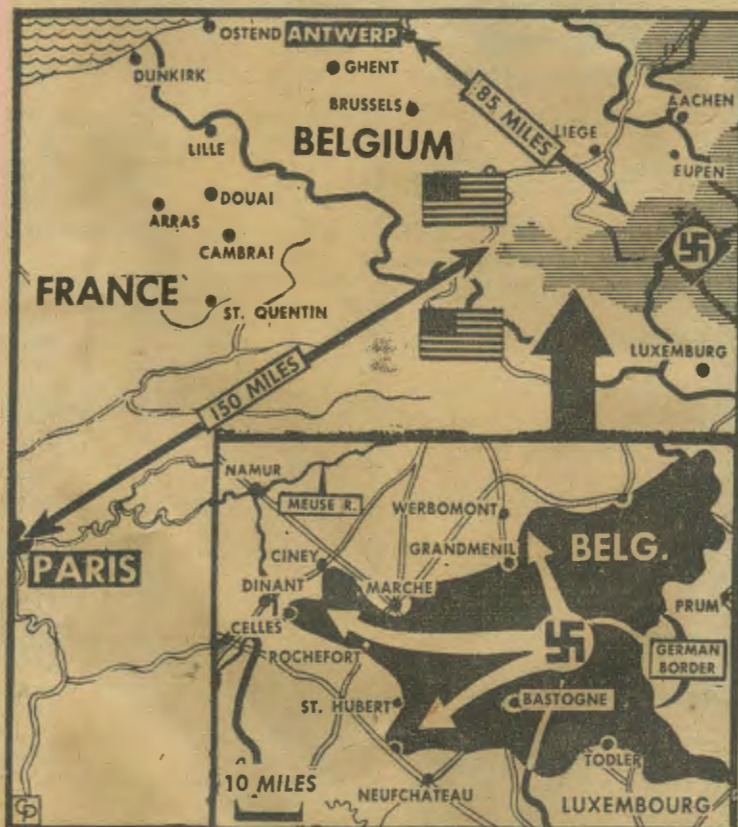 OSTEND
ANTWERP
DUNKIRK
GHENT
BRUSSELS
85 MILES
AACHEN
LIEGE
LILLE
BELGIUM
EUPEN
DOUAI
ARRAS
CAMBRAI
FRANCE
ST. QUENTIN
LUXEMBURG
150 MILES
PARIS
NAMUR
MEUSE R.
WERBOMONT
GRANDMENIL
BELG.
CINEY
DINANT
MARCHE
PRUM
CELLES
ROCHEFORT
GERMAN
BORDER
ST. HUBERT
BASTOGNE
TODLER
10 MILES
NEUFCHÂTEAU
LUXEMBOURG
CP